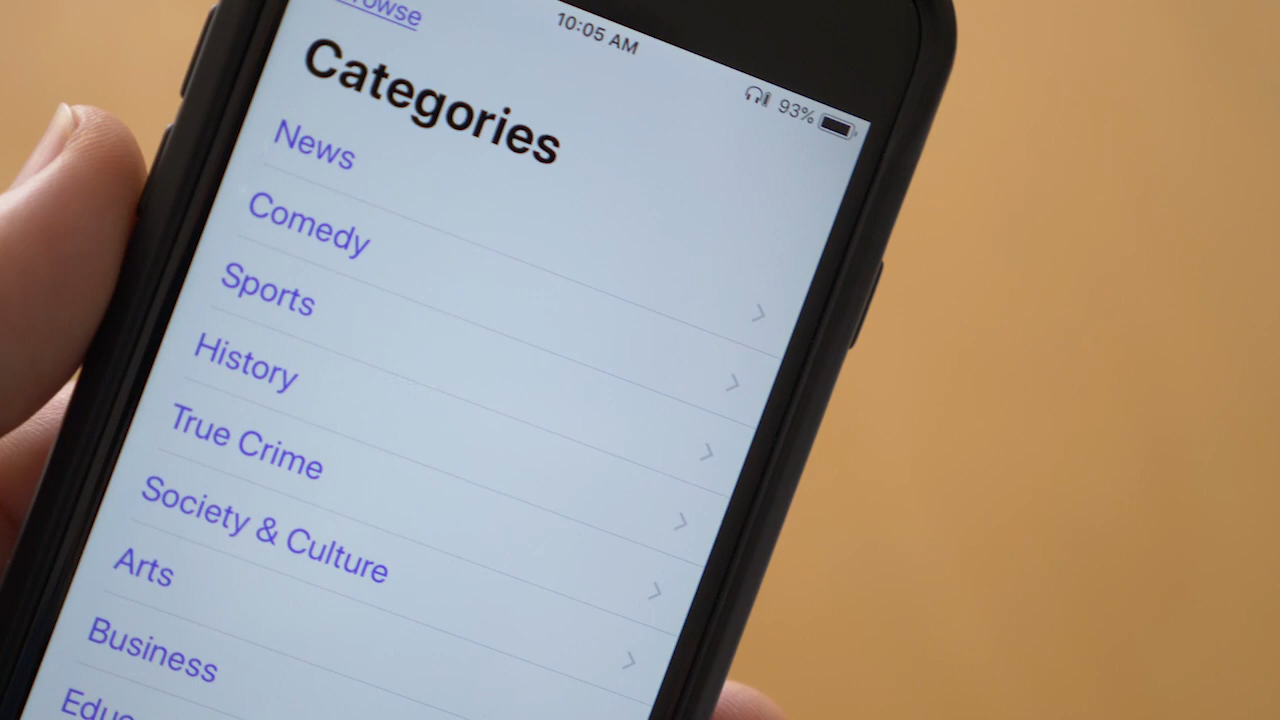 10:05 AM
93%
Categories
News
Comedy
Sports
History
True Crime
Society & Culture
Arts
Business